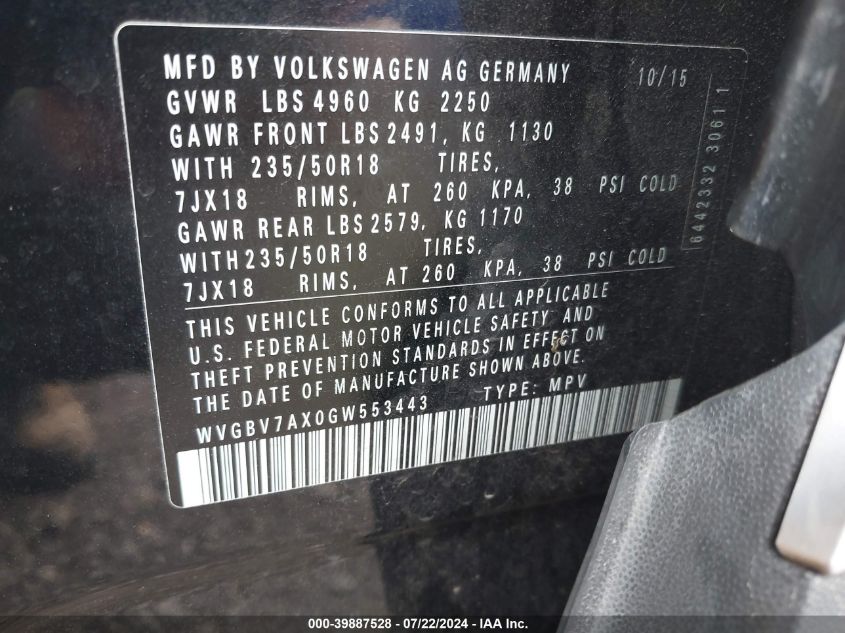 MFD BY VOLKSWAGEN AG GERMANY 10/15
GVWR LBS 4960 KG 2250
GAWR FRONT LBS 2491, KG 1130
WITH 235/50R18 TIRES,
7JX18 RIMS, AT 260 KPA, 38 PSI COLD
GAWR REAR LBS 2579, KG 1170
WITH 235/50R18 TIRES,
7JX18 RIMS, AT 260 KPA, 38 PSI COLD
THIS VEHICLE CONFORMS TO ALL APPLICABLE
U.S. FEDERAL MOTOR VEHICLE SAFETY AND
THEFT PREVENTION STANDARDS IN EFFECT ON
THE DATE OF MANUFACTURE SHOWN ABOVE.
WVGBV7AX0GW553443 TYPE: MPV
6442332 3061 1
000-39887528 - 07/22/2024 - IAA Inc.